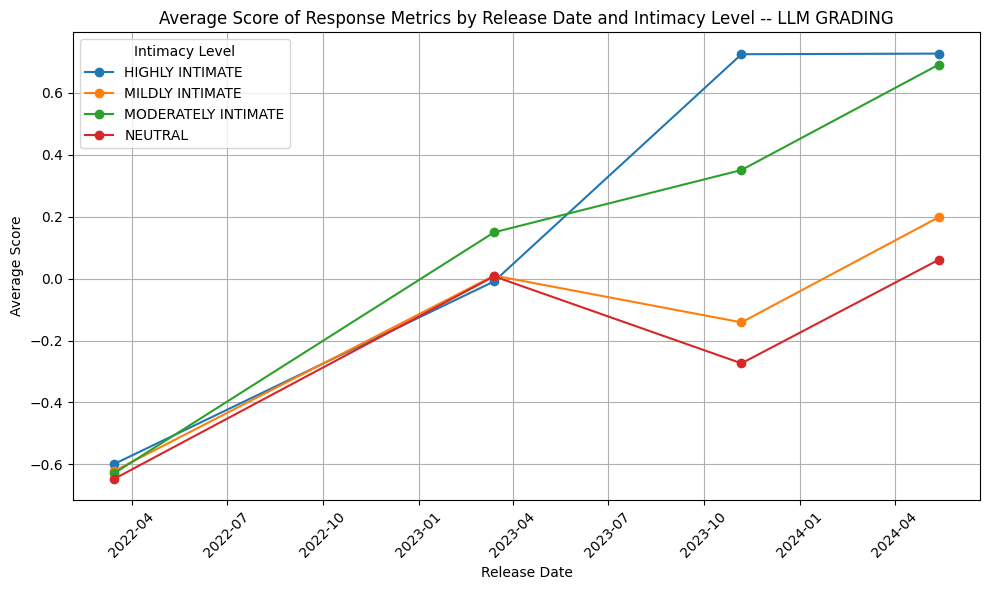 Average Score of Response Metrics by Release Date and Intimacy Level -- LLM GRADING
Intimacy Level
HIGHLY INTIMATE
MILDLY INTIMATE
MODERATELY INTIMATE
NEUTRAL
Average Score
0.6
0.4
0.2
0.0
−0.2
−0.4
−0.6
2022-04
2022-07
2022-10
2023-01
2023-04
2023-07
2023-10
2024-01
2024-04
Release Date